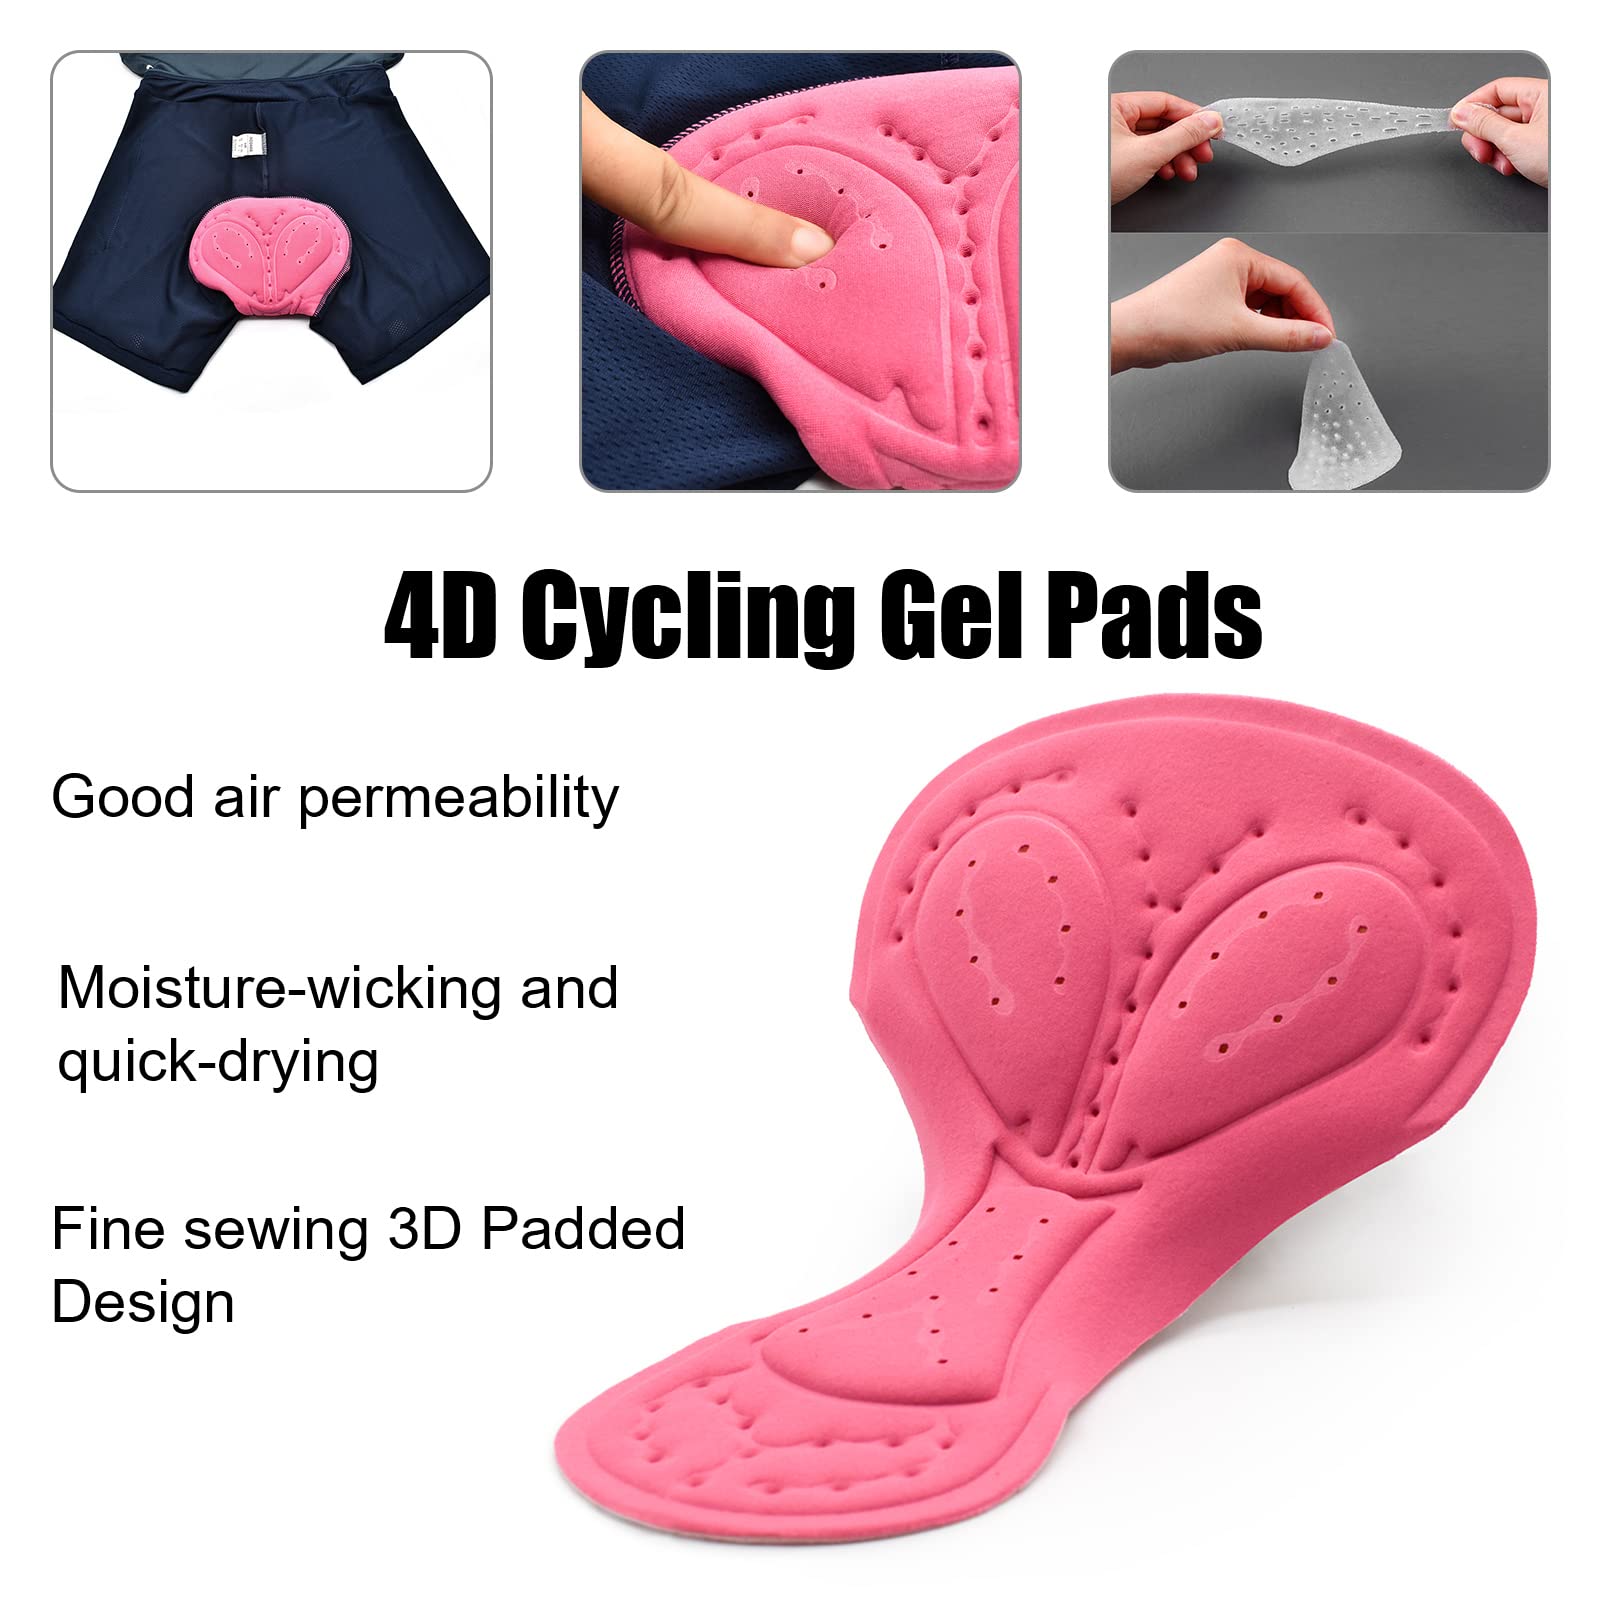 4D Cycling Gel Pads
Good air permeability
Moisture-wicking and
quick-drying
Fine sewing 3D Padded
Design